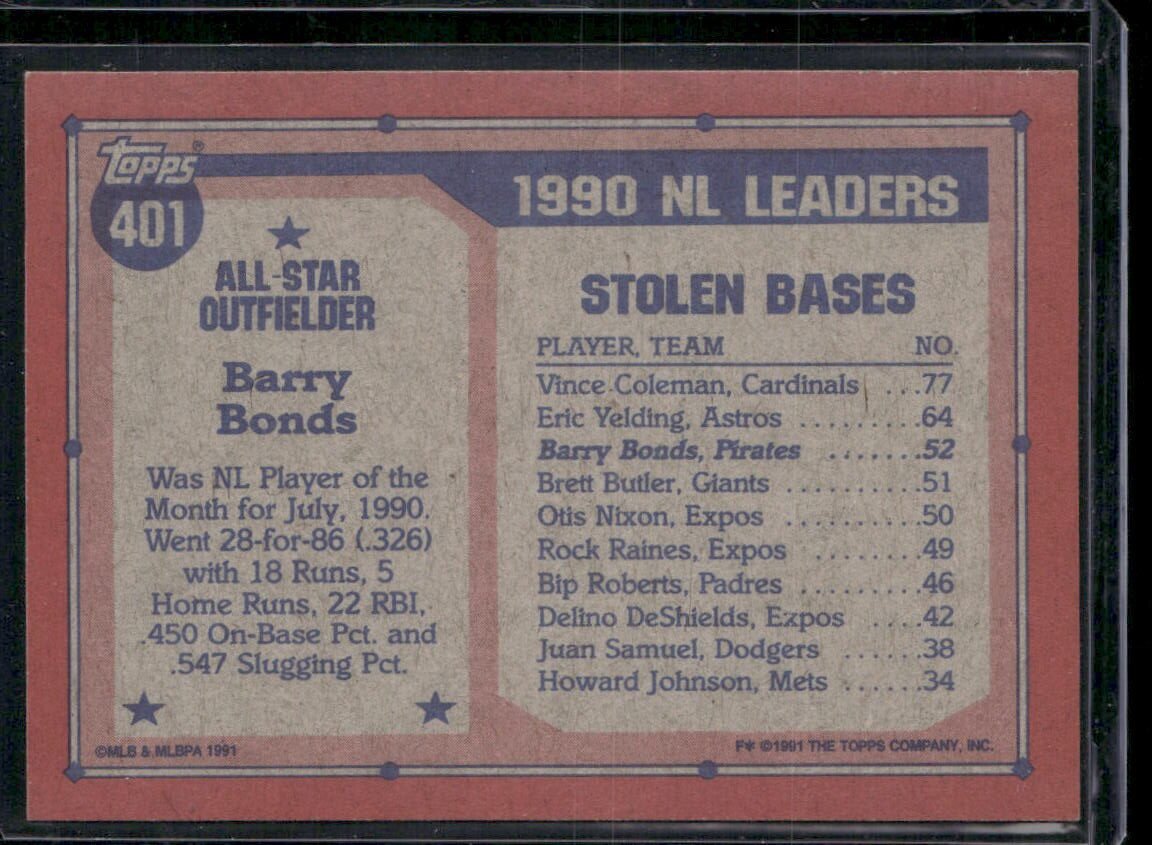 topps®
401
ALL-STAR
OUTFIELDER
Barry
Bonds
Was NL Player of the
Month for July, 1990.
Went 28-for-86 (.326)
with 18 Runs, 5
Home Runs, 22 RBI,
.450 On-Base Pct. and
.547 Slugging Pct.
©MLB & MLBPA 1991
1990 NL LEADERS
STOLEN BASES
PLAYER, TEAM NO.
Vince Coleman, Cardinals ...77
Eric Yelding, Astros .........64
Barry Bonds, Pirates .......52
Brett Butler, Giants ..........51
Otis Nixon, Expos ..........50
Rock Raines, Expos ........49
Bip Roberts, Padres ........46
Delino DeShields, Expos ....42
Juan Samuel, Dodgers ......38
Howard Johnson, Mets ......34
F* ©1991 THE TOPPS COMPANY, INC.